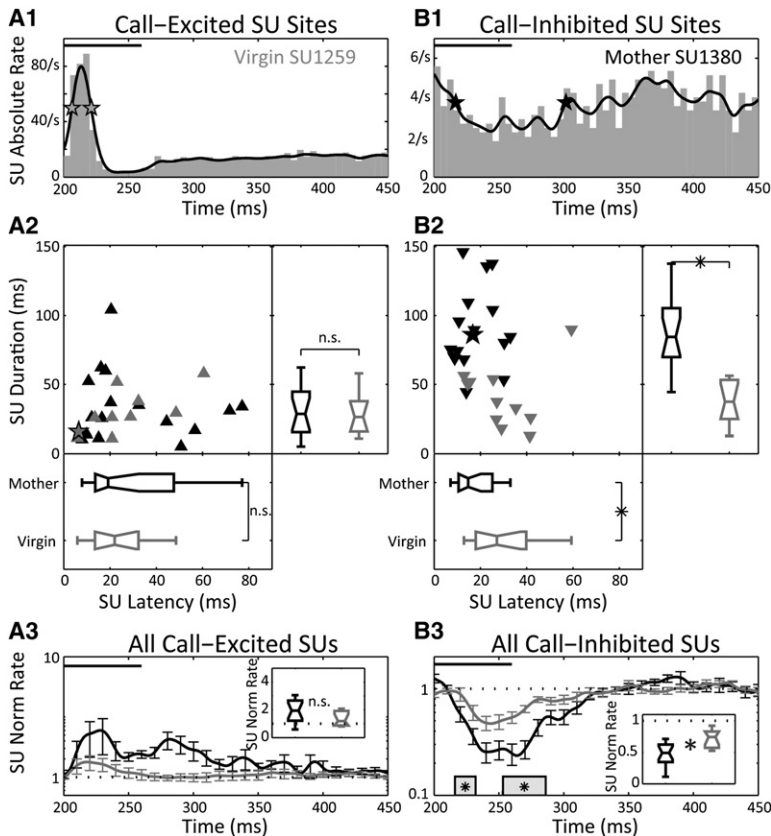 A1 Call–Excited SU Sites
Virgin SU1259
SU Absolute Rate
80/s
40/s
0
200 250 300 350 400 450
Time (ms)
B1 Call–Inhibited SU Sites
Mother SU1380
6/s
4/s
2/s
0
200 250 300 350 400 450
Time (ms)
A2
SU Duration (ms)
150
100
50
0
n.s.
Mother
Virgin
n.s.
0 20 40 60 80
SU Latency (ms)
B2
150
100
50
0
*
Mother
Virgin
*
0 20 40 60 80
SU Latency (ms)
A3 All Call–Excited SUs
SU Norm Rate
10
1
SU Norm Rate
4
2
0
n.s.
200 250 300 350 400 450
Time (ms)
B3 All Call–Inhibited SUs
1
0.1
SU Norm Rate
1
0.5
0
*
* *
200 250 300 350 400 450
Time (ms)